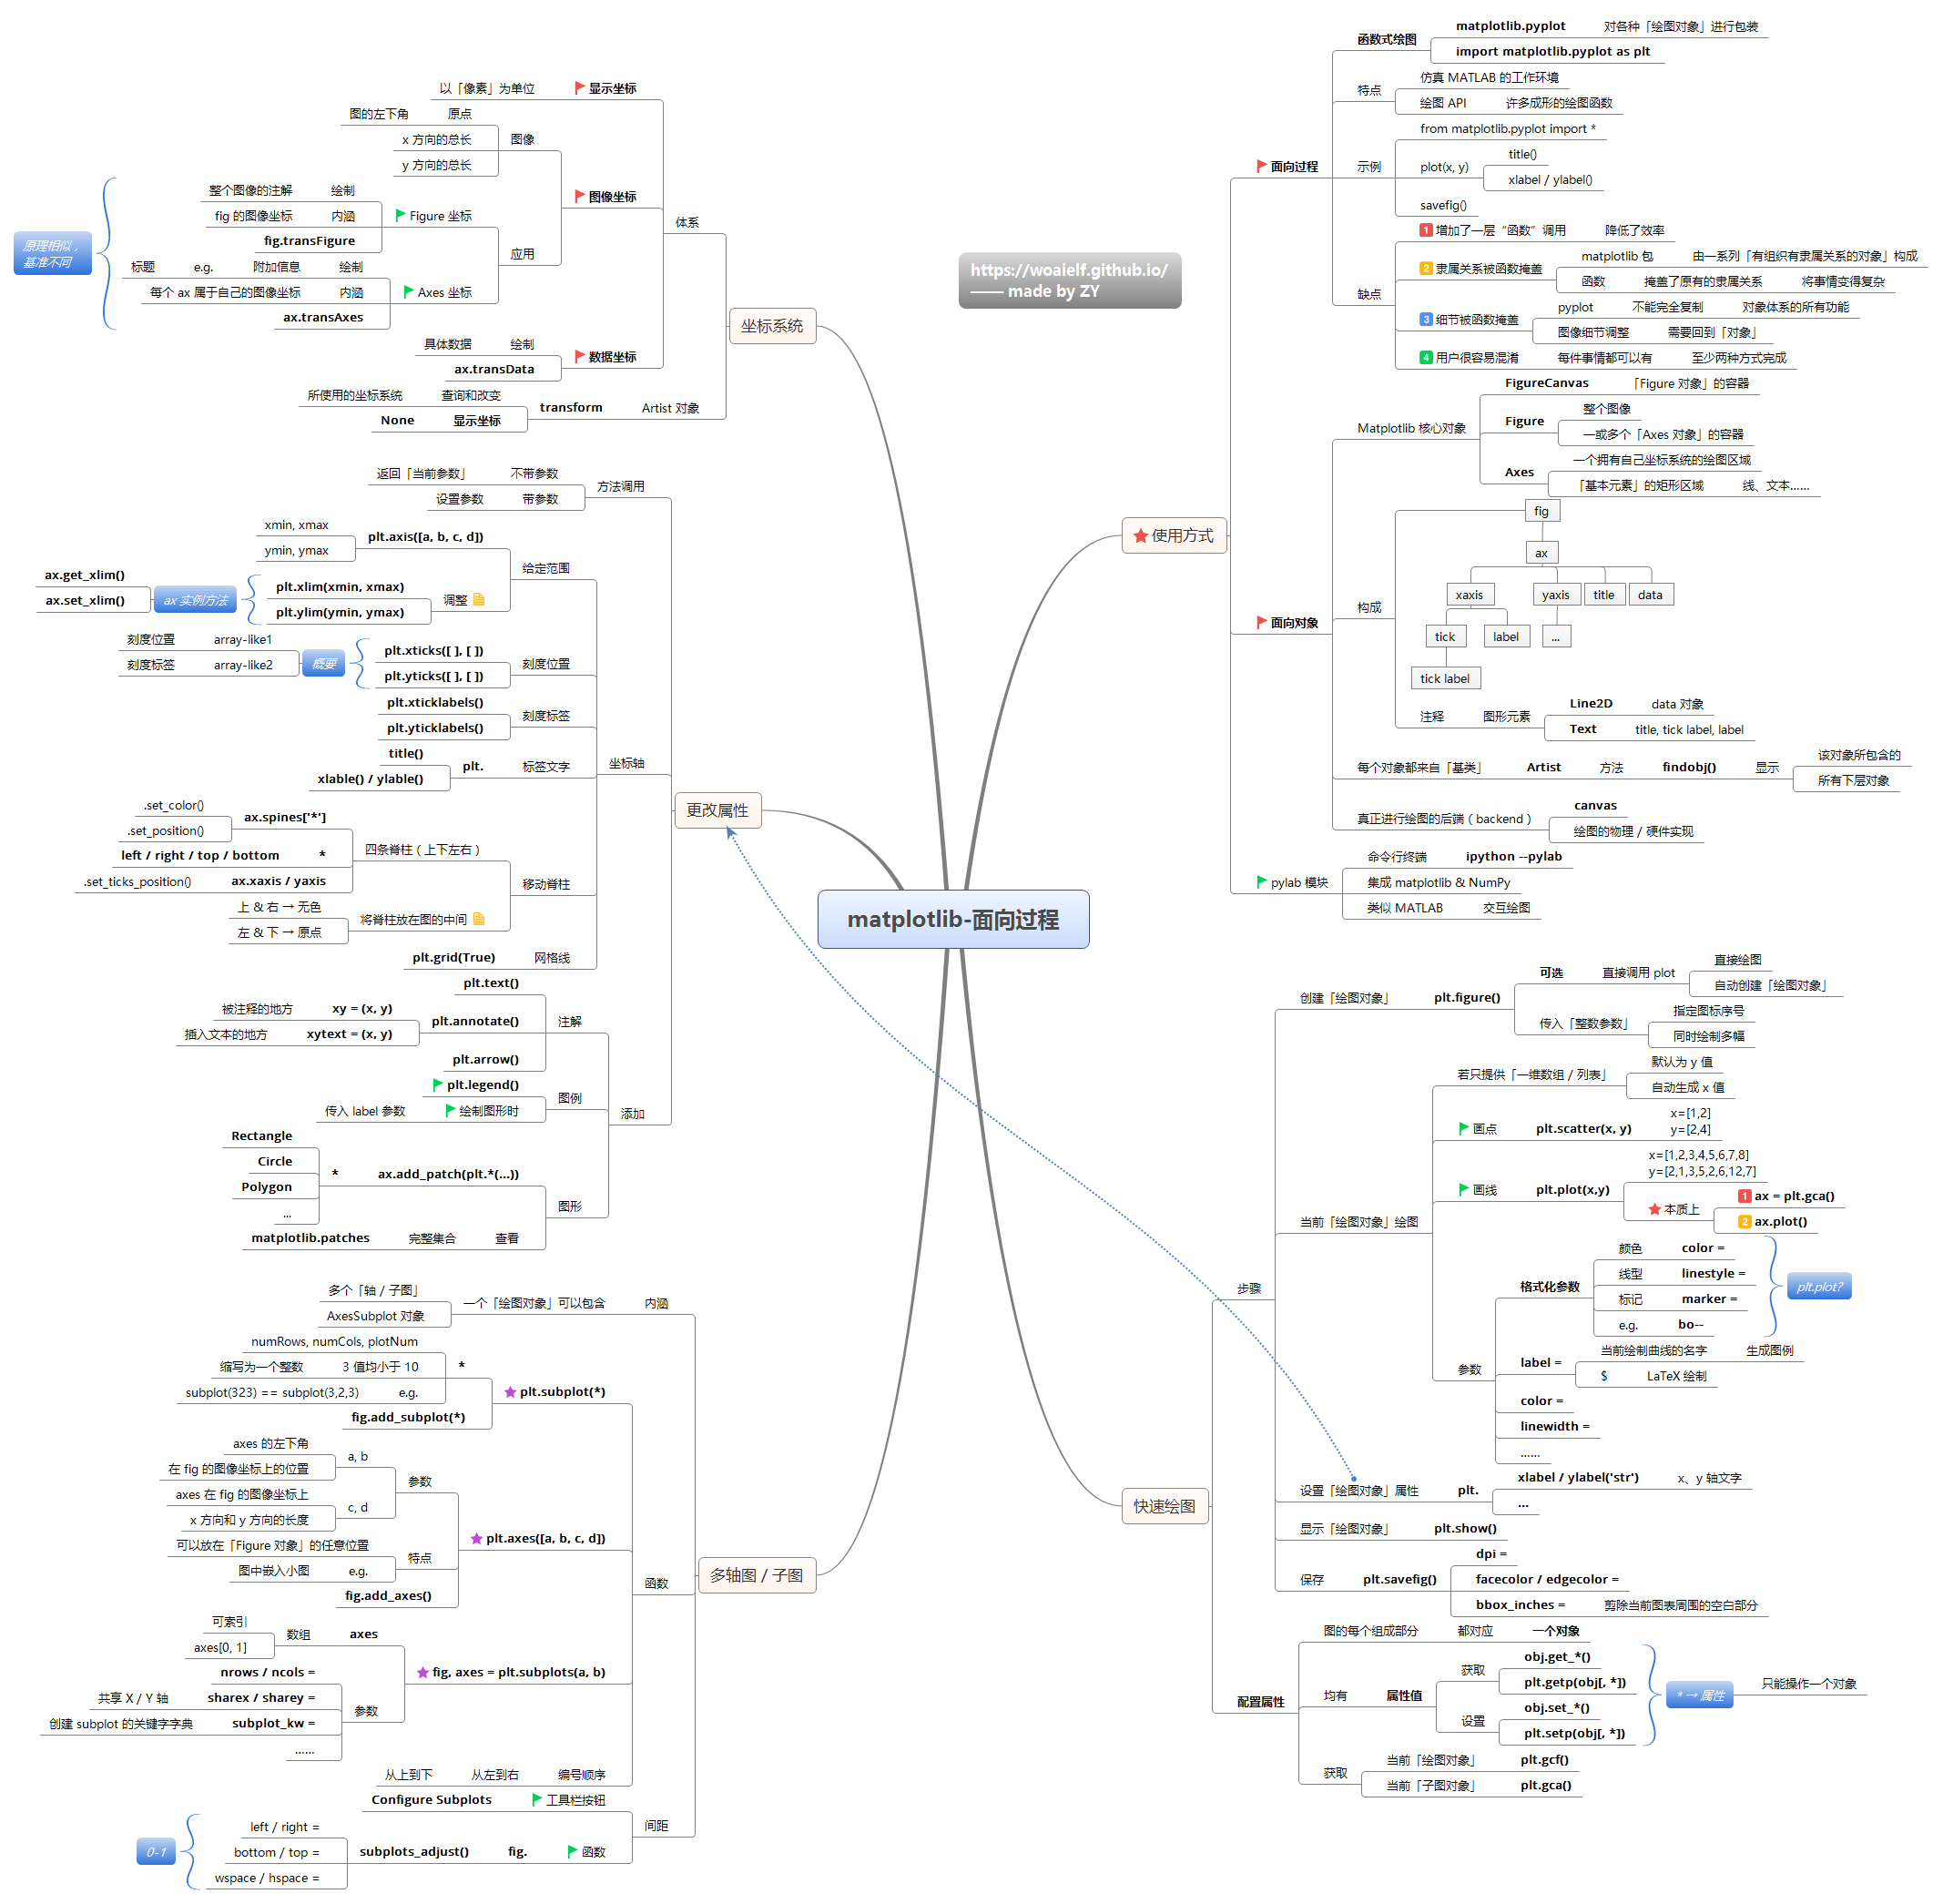 matplotlib-面向过程
https://woaielf.github.io/
—— made by ZY
使用方式
面向过程
函数式绘图
matplotlib.pyplot
对各种「绘图对象」进行包装
import matplotlib.pyplot as plt
特点
仿真 MATLAB 的工作环境
绘图 API
许多成形的绘图函数
示例
from matplotlib.pyplot import *
plot(x, y)
title()
xlabel / ylabel()
savefig()
缺点
1 增加了一层“函数”调用
降低了效率
2 隶属关系被函数掩盖
matplotlib 包
由一系列「有组织有隶属关系的对象」构成
函数
掩盖了原有的隶属关系
将事情变得复杂
3 细节被函数掩盖
pyplot
不能完全复制
对象体系的所有功能
图像细节调整
需要回到「对象」
4 用户很容易混淆
每件事情都可以有
至少两种方式完成
面向对象
Matplotlib 核心对象
FigureCanvas
「Figure 对象」的容器
Figure
整个图像
一或多个「Axes 对象」的容器
Axes
一个拥有自己坐标系统的绘图区域
「基本元素」的矩形区域
线、文本……
构成
fig
ax
xaxis
yaxis
title
data
tick
label
...
tick label
注释
图形元素
Line2D
data 对象
Text
title, tick label, label
每个对象都来自「基类」
Artist
方法
findobj()
显示
该对象所包含的
所有下层对象
真正进行绘图的后端（backend）
canvas
绘图的物理 / 硬件实现
pylab 模块
命令行终端
ipython --pylab
集成 matplotlib & NumPy
类似 MATLAB
交互绘图
快速绘图
步骤
创建「绘图对象」
plt.figure()
可选
直接调用 plot
直接绘图
自动创建「绘图对象」
传入「整数参数」
指定图标序号
同时绘制多幅
当前「绘图对象」绘图
若只提供「一维数组 / 列表」
默认为 y 值
自动生成 x 值
画点
plt.scatter(x, y)
x=[1,2]
y=[2,4]
画线
plt.plot(x,y)
x=[1,2,3,4,5,6,7,8]
y=[2,1,3,5,2,6,12,7]
本质上
1 ax = plt.gca()
2 ax.plot()
参数
格式化参数
颜色
color =
线型
linestyle =
标记
marker =
e.g.
bo--
plt.plot?
label =
当前绘制曲线的名字
生成图例
$
LaTeX 绘制
color =
linewidth =
……
设置「绘图对象」属性
plt.
xlabel / ylabel('str')
x、y 轴文字
...
显示「绘图对象」
plt.show()
保存
plt.savefig()
dpi =
facecolor / edgecolor =
bbox_inches =
剪除当前图表周围的空白部分
配置属性
图的每个组成部分
都对应
一个对象
均有
属性值
获取
obj.get_*()
plt.getp(obj[, *])
设置
obj.set_*()
plt.setp(obj[, *])
* → 属性
只能操作一个对象
获取
当前「绘图对象」
plt.gcf()
当前「子图对象」
plt.gca()
坐标系统
体系
显示坐标
以「像素」为单位
图像坐标
图像
原点
图的左下角
x 方向的总长
y 方向的总长
应用
Figure 坐标
绘制
整个图像的注解
内涵
fig 的图像坐标
fig.transFigure
Axes 坐标
绘制
附加信息
e.g.
标题
内涵
每个 ax 属于自己的图像坐标
ax.transAxes
原理相似，
基准不同
数据坐标
绘制
具体数据
ax.transData
Artist 对象
transform
查询和改变
所使用的坐标系统
显示坐标
None
更改属性
方法调用
不带参数
返回「当前参数」
带参数
设置参数
坐标轴
给定范围
plt.axis([a, b, c, d])
xmin, xmax
ymin, ymax
调整
plt.xlim(xmin, xmax)
plt.ylim(ymin, ymax)
ax 实例方法
ax.get_xlim()
ax.set_xlim()
刻度位置
plt.xticks([ ], [ ])
plt.yticks([ ], [ ])
概要
array-like1
刻度位置
array-like2
刻度标签
刻度标签
plt.xticklabels()
plt.yticklabels()
标签文字
plt.
title()
xlable() / ylable()
移动脊柱
四条脊柱（上下左右）
ax.spines['*']
.set_color()
.set_position()
*
left / right / top / bottom
ax.xaxis / yaxis
.set_ticks_position()
将脊柱放在图的中间
上 & 右 → 无色
左 & 下 → 原点
网格线
plt.grid(True)
添加
注解
plt.text()
plt.annotate()
xy = (x, y)
被注释的地方
xytext = (x, y)
插入文本的地方
plt.arrow()
图例
plt.legend()
绘制图形时
传入 label 参数
图形
ax.add_patch(plt.*(...))
*
Rectangle
Circle
Polygon
...
查看
完整集合
matplotlib.patches
多轴图 / 子图
内涵
一个「绘图对象」可以包含
多个「轴 / 子图」
AxesSubplot 对象
函数
plt.subplot(*)
*
numRows, numCols, plotNum
3 值均小于 10
缩写为一个整数
e.g.
subplot(323) == subplot(3,2,3)
fig.add_subplot(*)
plt.axes([a, b, c, d])
参数
a, b
axes 的左下角
在 fig 的图像坐标上的位置
c, d
axes 在 fig 的图像坐标上
x 方向和 y 方向的长度
特点
可以放在「Figure 对象」的任意位置
e.g.
图中嵌入小图
fig.add_axes()
fig, axes = plt.subplots(a, b)
axes
数组
可索引
axes[0, 1]
参数
nrows / ncols =
sharex / sharey =
共享 X / Y 轴
subplot_kw =
创建 subplot 的关键字字典
……
编号顺序
从左到右
从上到下
间距
工具栏按钮
Configure Subplots
函数
fig.
subplots_adjust()
left / right =
bottom / top =
wspace / hspace =
0-1